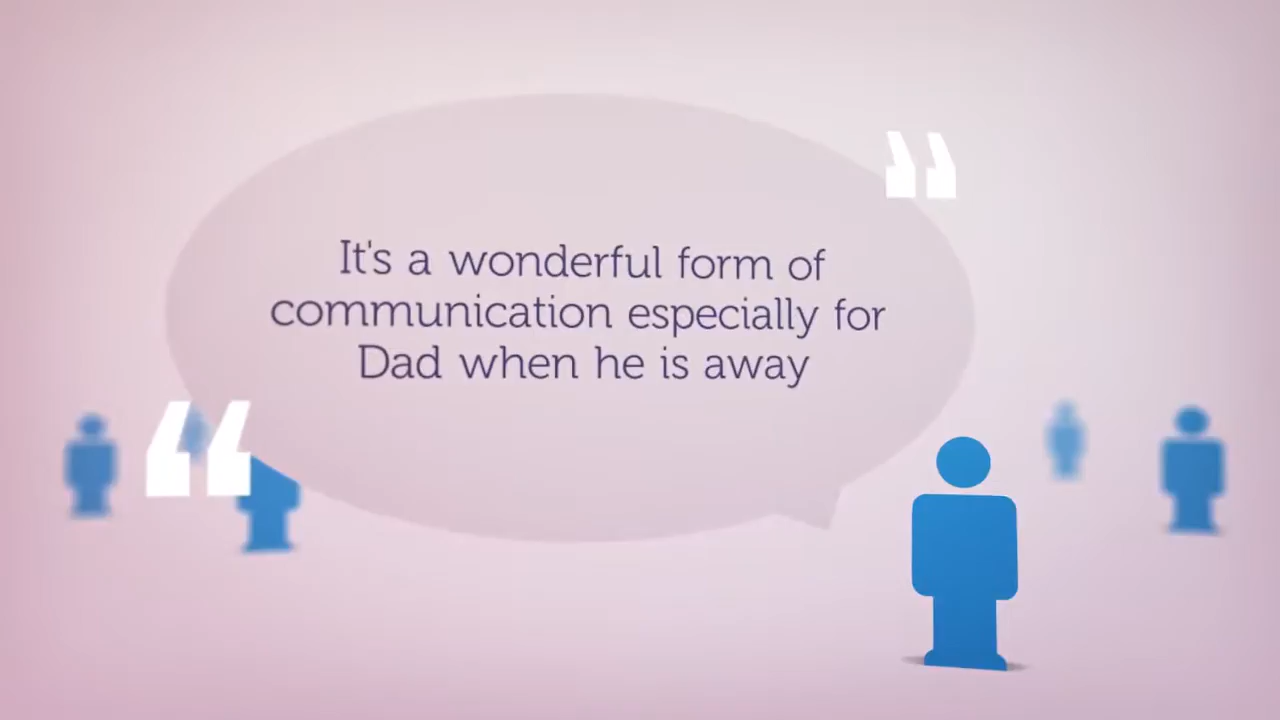 It's a wonderful form of
communication especially for
Dad when he is away